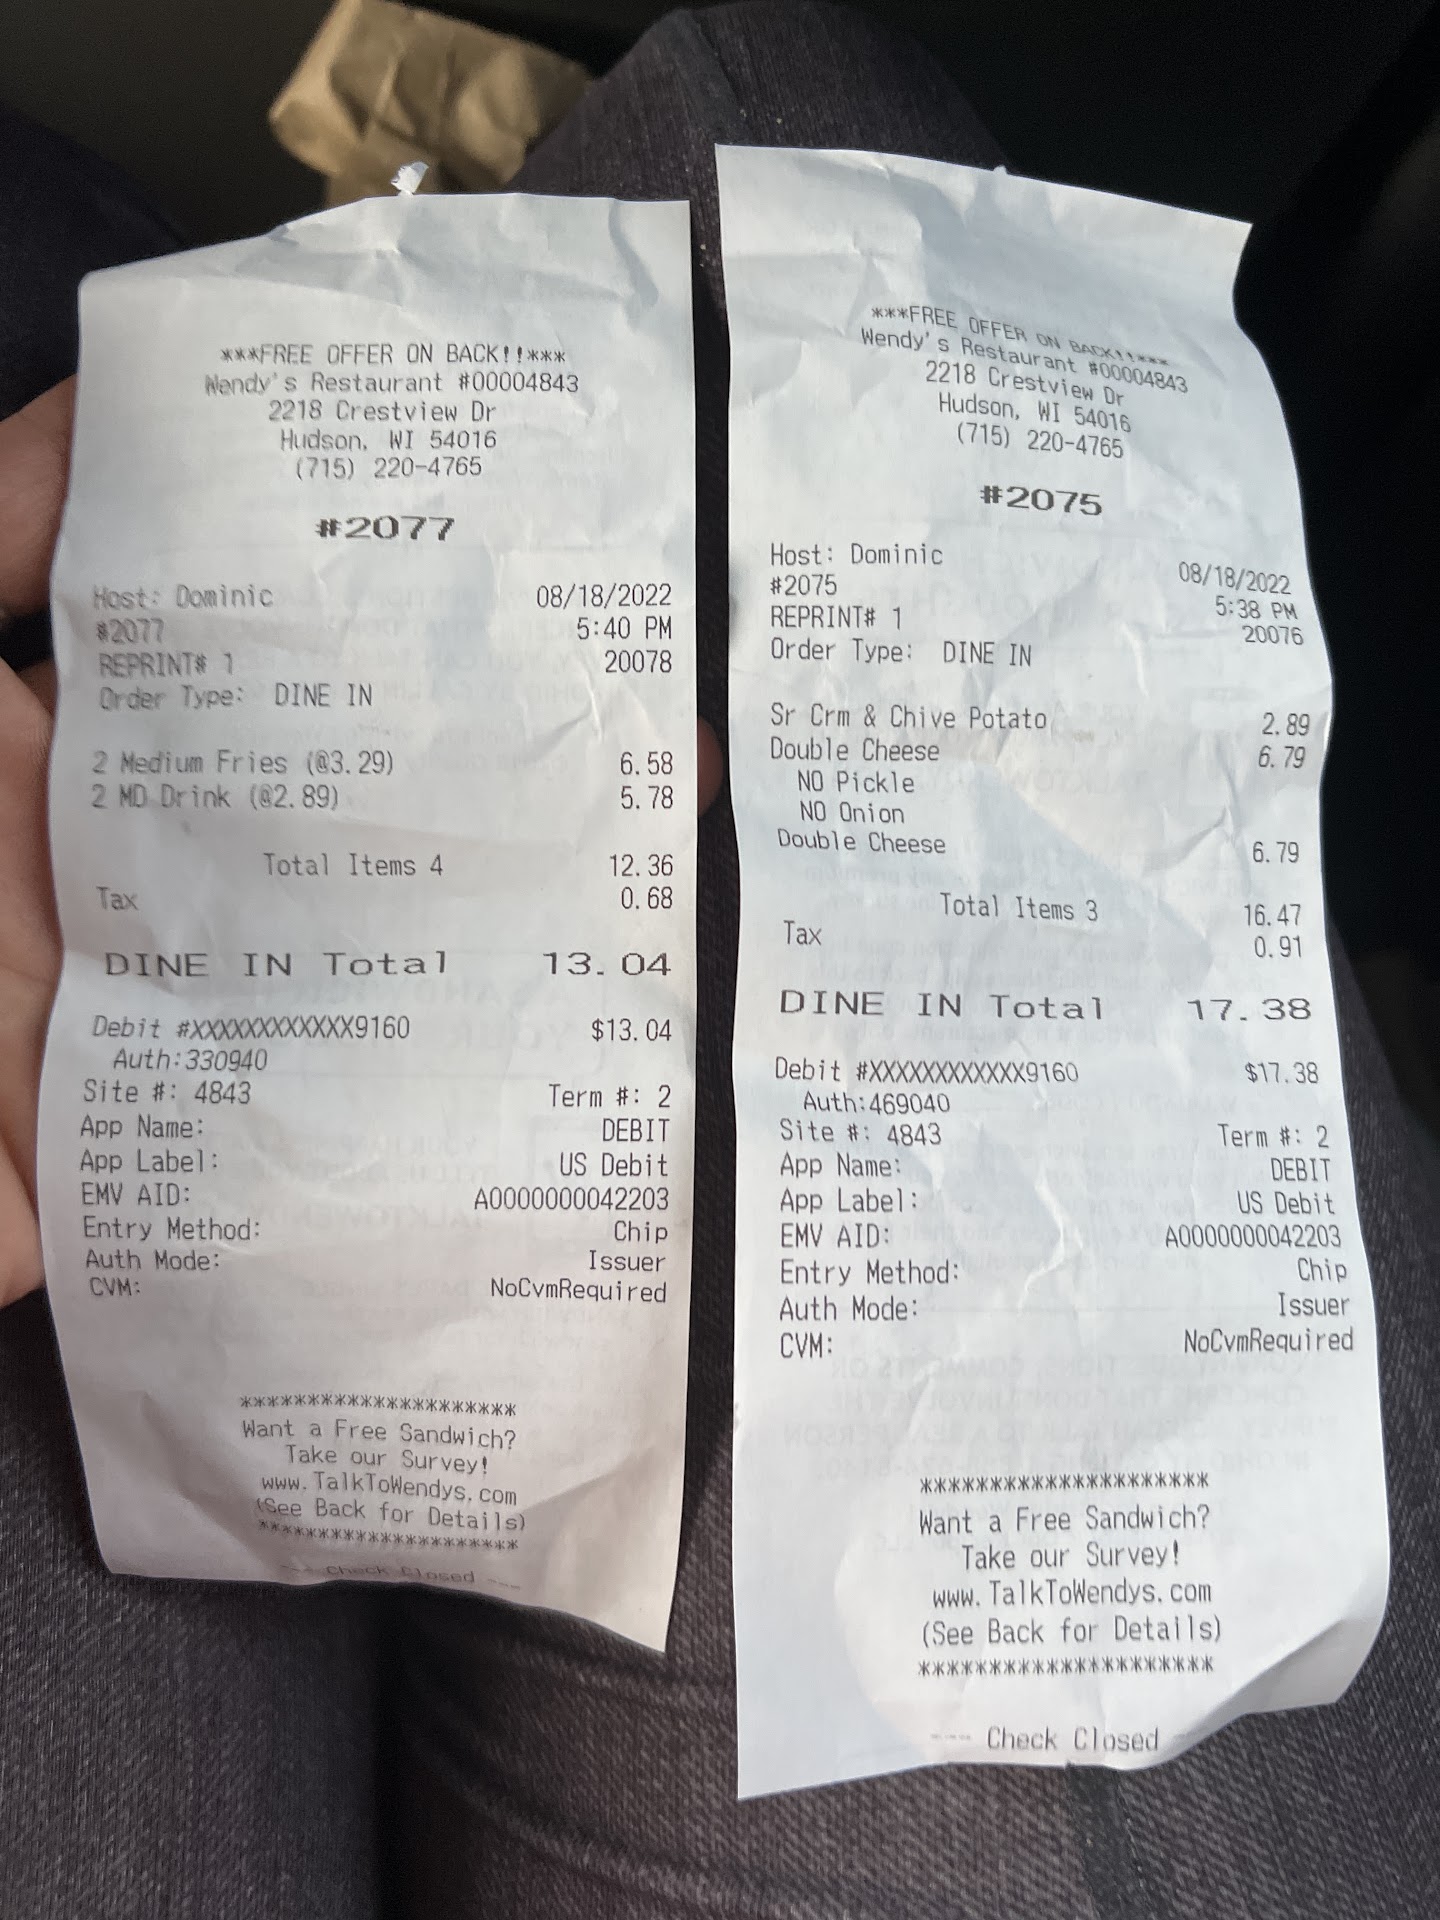 ***FREE OFFER ON BACK!!***
Wendy's Restaurant #00004843
2218 Crestview Dr
Hudson, WI 54016
(715) 220-4765
#2077
Host: Dominic 08/18/2022
#2077 5:40 PM
REPRINT# 1 20078
Order Type: DINE IN
2 Medium Fries (@3.29) 6.58
2 MD Drink (@2.89) 5.78
Total Items 4 12.36
Tax 0.68
DINE IN Total 13.04
Debit #XXXXXXXXXXXX9160 $13.04
Auth:330940
Site #: 4843 Term #: 2
App Name: DEBIT
App Label: US Debit
EMV AID: A0000000042203
Entry Method: Chip
Auth Mode: Issuer
CVM: NoCvmRequired
*********************
Want a Free Sandwich?
Take our Survey!
www.TalkToWendys.com
(See Back for Details)
*********************
--- Check Closed ---
***FREE OFFER ON BACK!!***
Wendy's Restaurant #00004843
2218 Crestview Dr
Hudson, WI 54016
(715) 220-4765
#2075
Host: Dominic 08/18/2022
#2075 5:38 PM
REPRINT# 1 20076
Order Type: DINE IN
Sr Crm & Chive Potato 2.89
Double Cheese 6.79
NO Pickle
NO Onion
Double Cheese 6.79
Total Items 3 16.47
Tax 0.91
DINE IN Total 17.38
Debit #XXXXXXXXXXXX9160 $17.38
Auth:469040
Site #: 4843 Term #: 2
App Name: DEBIT
App Label: US Debit
EMV AID: A0000000042203
Entry Method: Chip
Auth Mode: Issuer
CVM: NoCvmRequired
*********************
Want a Free Sandwich?
Take our Survey!
www.TalkToWendys.com
(See Back for Details)
*********************
--- Check Closed -